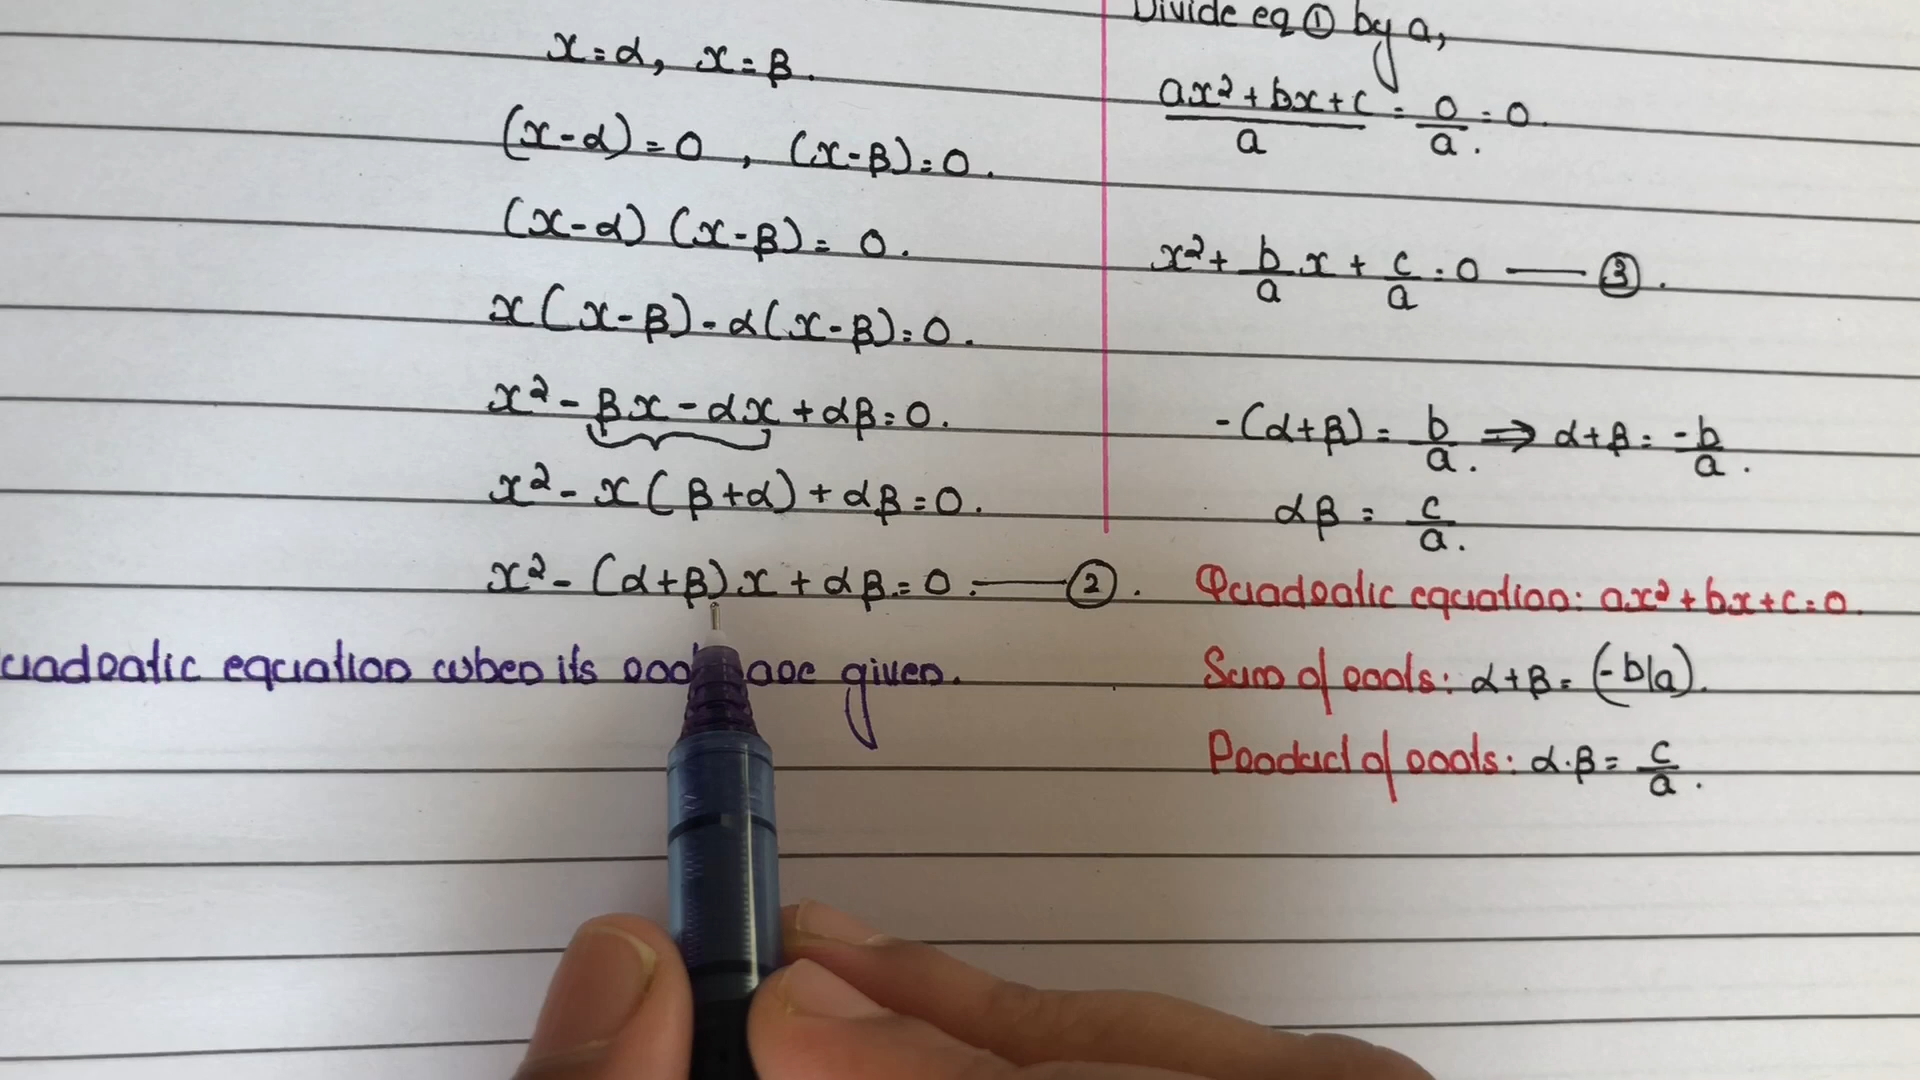 x = α, x = β.
(x-α) = 0, (x-β) = 0.
(x-α) (x-β) = 0.
x(x-β) - α(x-β) = 0.
x² - βx - αx + αβ = 0.
x² - x(β+α) + αβ = 0.
x² - (α+β)x + αβ = 0. —— ②.
uadratic equation when its are given.
Divide eq ① by a,
ax² + bx + c / a = 0/a = 0.
x² + b/a x + c/a = 0 —— ③.
-(α+β) = b/a. ⇒ α+β = -b/a.
αβ = c/a.
Quadratic equation: ax² + bx + c = 0.
Sum of roots: α+β = (-b/a).
Product of roots: α·β = c/a.